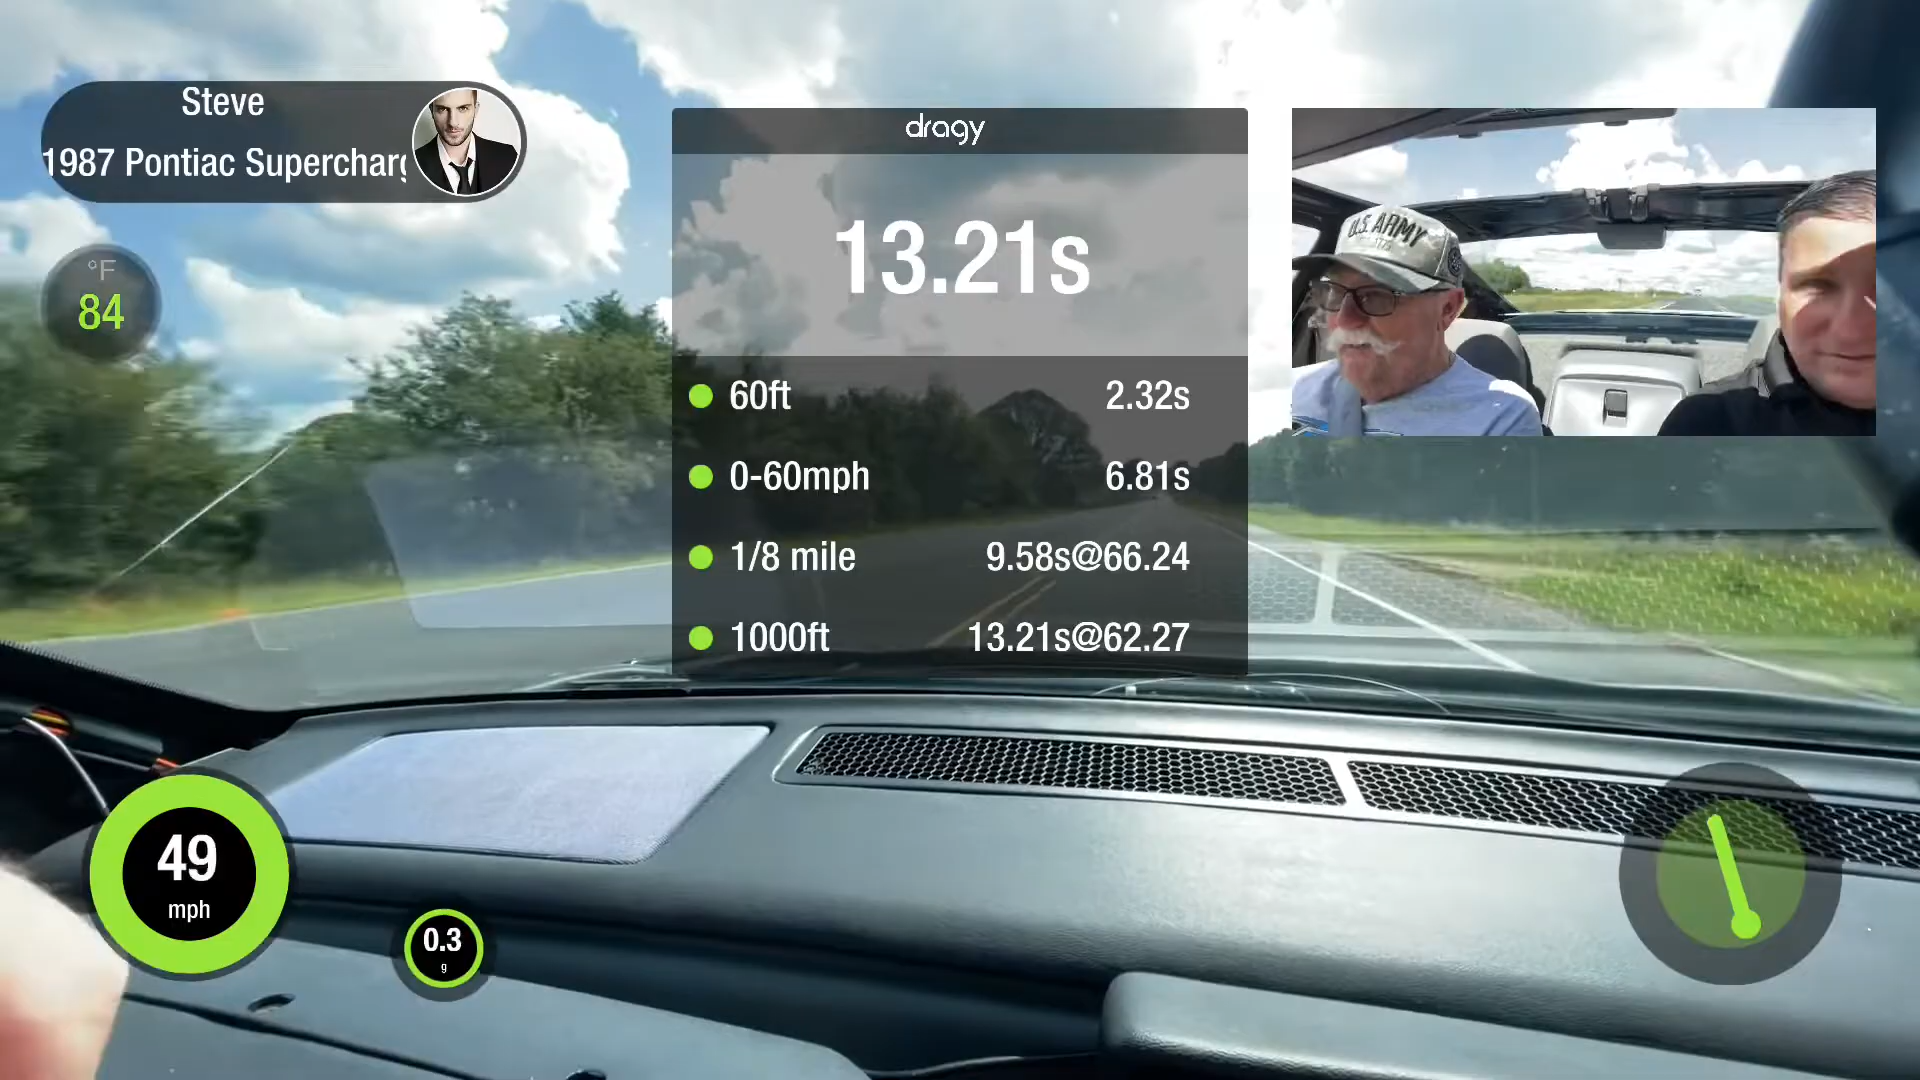 Steve
1987 Pontiac Superchar
°F
84
dragy
13.21s
60ft 2.32s
0-60mph 6.81s
1/8 mile 9.58s@66.24
1000ft 13.21s@62.27
U.S. ARMY
49
mph
0.3
g